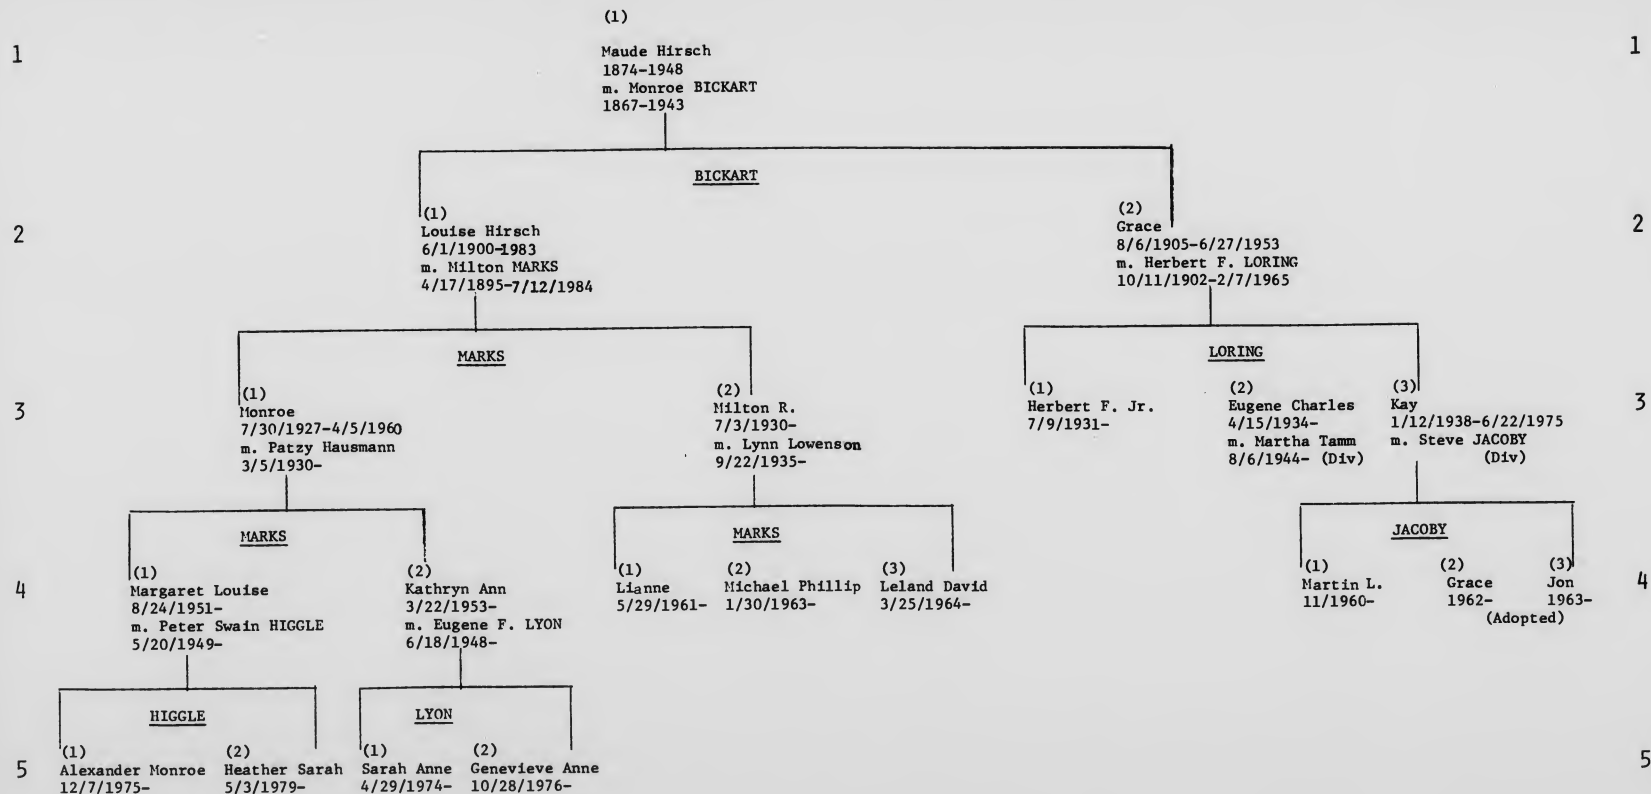 (1)
1
Maude Hirsch
1874-1948
m. Monroe BICKART
1867-1943
1
BICKART
2
(1)
Louise Hirsch
6/1/1900-1983
m. Milton MARKS
4/17/1895-7/12/1984
(2)
Grace
8/6/1905-6/27/1953
m. Herbert F. LORING
10/11/1902-2/7/1965
2
MARKS
LORING
3
(1)
Monroe
7/30/1927-4/5/1960
m. Patzy Hausmann
3/5/1930-
(2)
Milton R.
7/3/1930-
m. Lynn Lowenson
9/22/1935-
(1)
Herbert F. Jr.
7/9/1931-
(2)
Eugene Charles
4/15/1934-
m. Martha Tamm
8/6/1944- (Div)
(3)
Kay
1/12/1938-6/22/1975
m. Steve JACOBY
(Div)
3
MARKS
MARKS
JACOBY
4
(1)
Margaret Louise
8/24/1951-
m. Peter Swain HIGGLE
5/20/1949-
(2)
Kathryn Ann
3/22/1953-
m. Eugene F. LYON
6/18/1948-
(1)
Lianne
5/29/1961-
(2)
Michael Phillip
1/30/1963-
(3)
Leland David
3/25/1964-
(1)
Martin L.
11/1960-
(2)
Grace
1962-
(3)
Jon
1963-
(Adopted)
4
HIGGLE
LYON
5
(1)
Alexander Monroe
12/7/1975-
(2)
Heather Sarah
5/3/1979-
(1)
Sarah Anne
4/29/1974-
(2)
Genevieve Anne
10/28/1976-
5